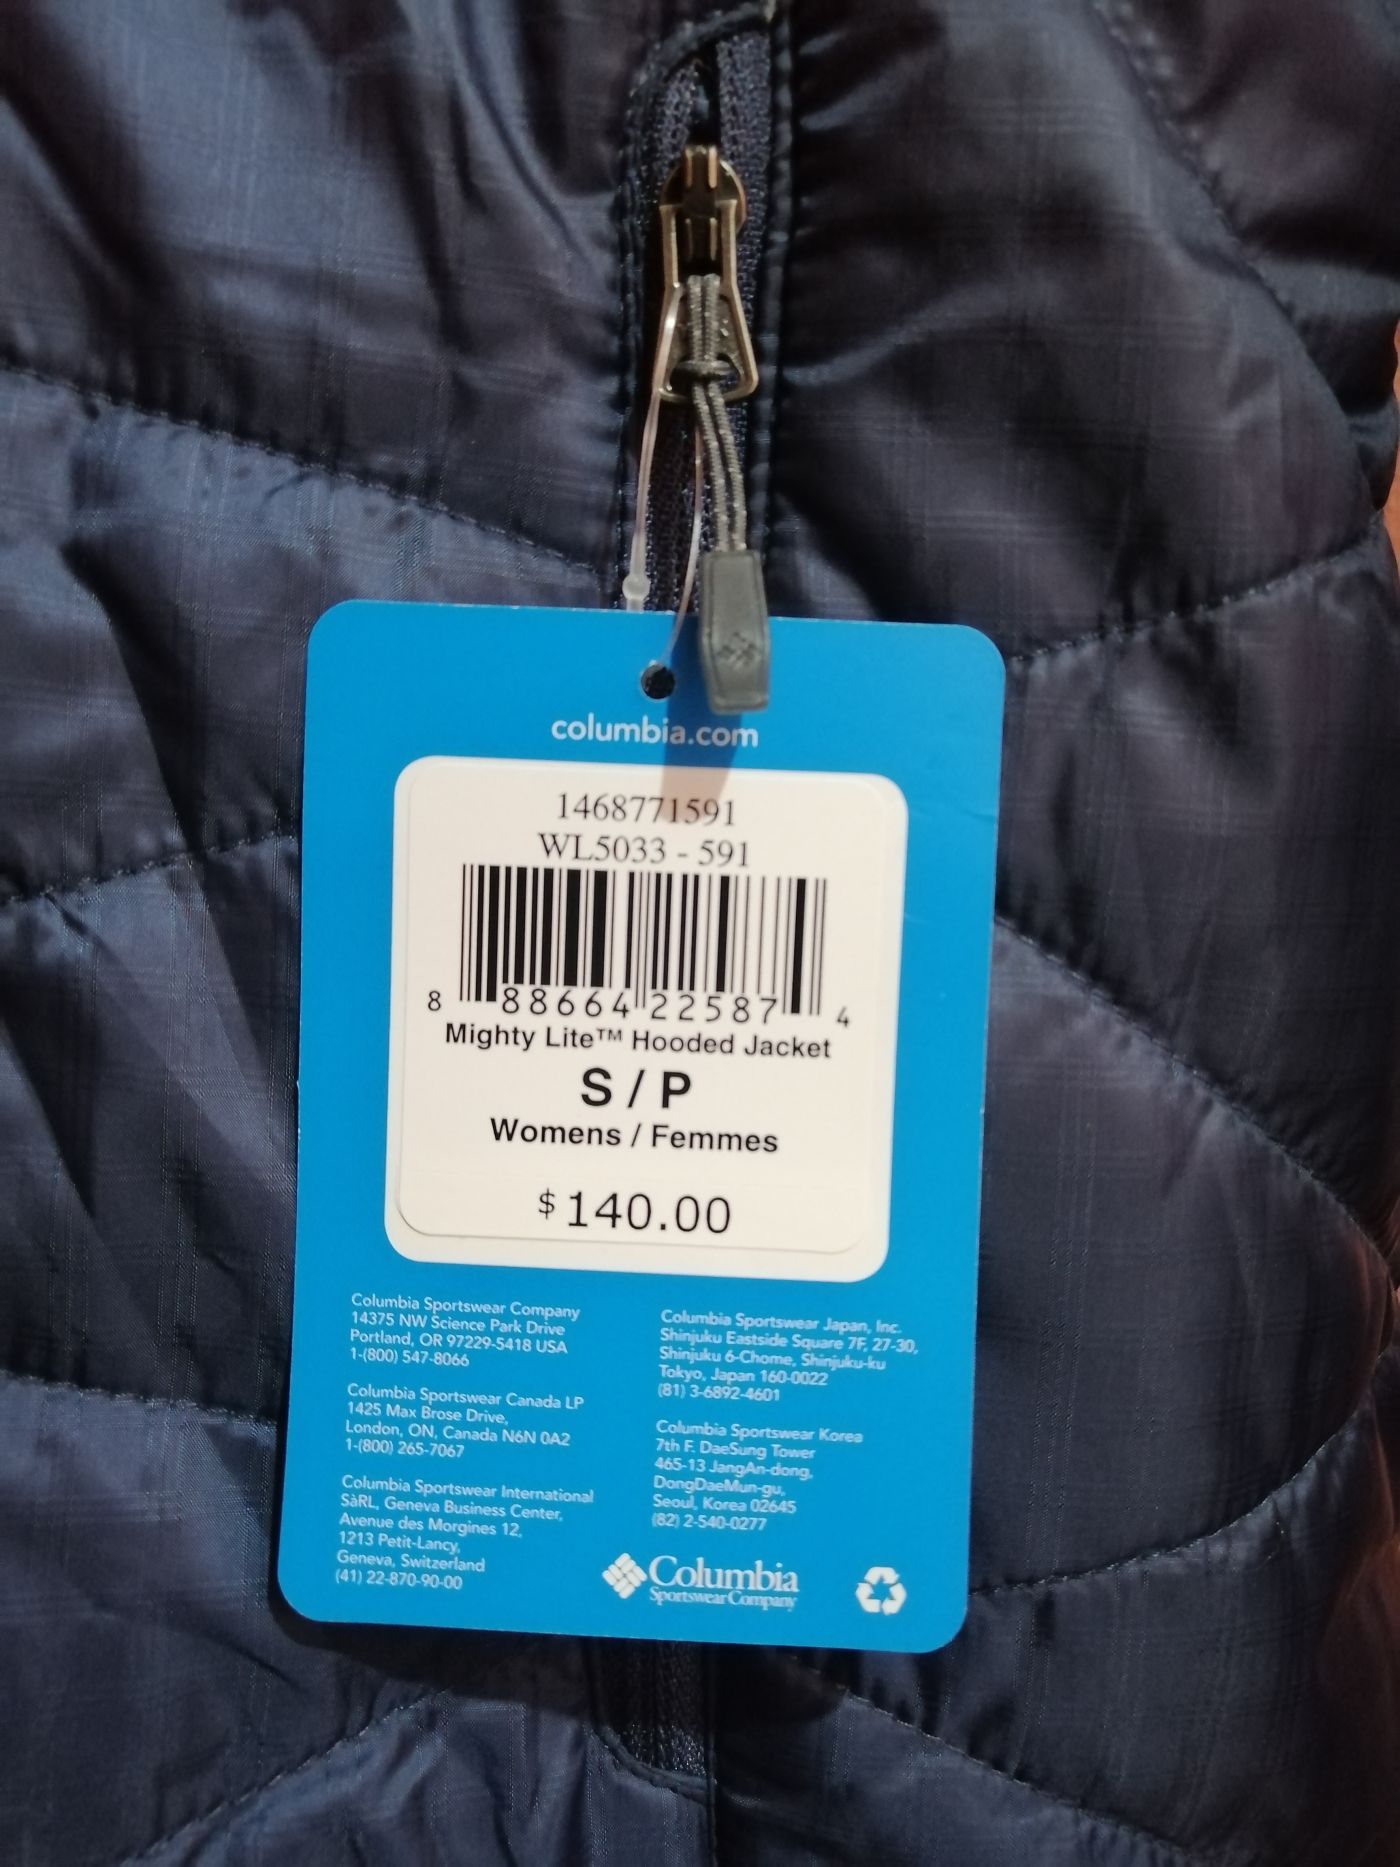 columbia.com
1468771591
WL5033 - 591
8 88664 22587 4
Mighty Lite™ Hooded Jacket
S / P
Womens / Femmes
$140.00
Columbia Sportswear Company
14375 NW Science Park Drive
Portland, OR 97229-5418 USA
1-(800) 547-8066
Columbia Sportswear Canada LP
1425 Max Brose Drive,
London, ON, Canada N6N 0A2
1-(800) 265-7067
Columbia Sportswear International
SàRL, Geneva Business Center,
Avenue des Morgines 12,
1213 Petit-Lancy,
Geneva, Switzerland
(41) 22-870-90-00
Columbia Sportswear Japan, Inc.
Shinjuku Eastside Square 7F, 27-30,
Shinjuku 6-Chome, Shinjuku-ku
Tokyo, Japan 160-0022
(81) 3-6892-4601
Columbia Sportswear Korea
7th F. DaeSung Tower
465-13 JangAn-dong,
DongDaeMun-gu,
Seoul, Korea 02645
(82) 2-540-0277
Columbia
Sportswear Company